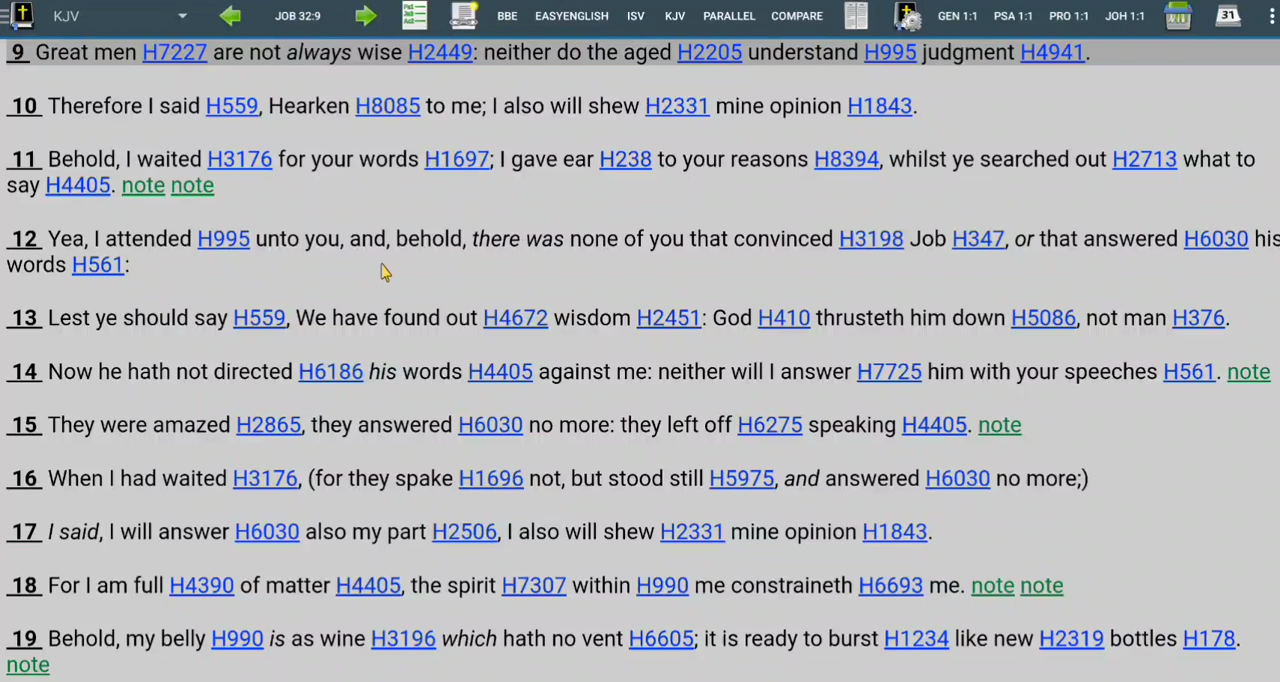 KJV JOB 32:9 BBE EASYENGLISH ISV KJV PARALLEL COMPARE GEN 1:1 PSA 1:1 PRO 1:1 JOH 1:1 31
9 Great men H7227 are not always wise H2449: neither do the aged H2205 understand H995 judgment H4941.
10 Therefore I said H559, Hearken H8085 to me; I also will shew H2331 mine opinion H1843.
11 Behold, I waited H3176 for your words H1697; I gave ear H238 to your reasons H8394, whilst ye searched out H2713 what to
say H4405. note note
12 Yea, I attended H995 unto you, and, behold, there was none of you that convinced H3198 Job H347, or that answered H6030 his
words H561:
13 Lest ye should say H559, We have found out H4672 wisdom H2451: God H410 thrusteth him down H5086, not man H376.
14 Now he hath not directed H6186 his words H4405 against me: neither will I answer H7725 him with your speeches H561. note
15 They were amazed H2865, they answered H6030 no more: they left off H6275 speaking H4405. note
16 When I had waited H3176, (for they spake H1696 not, but stood still H5975, and answered H6030 no more;)
17 I said, I will answer H6030 also my part H2506, I also will shew H2331 mine opinion H1843.
18 For I am full H4390 of matter H4405, the spirit H7307 within H990 me constraineth H6693 me. note note
19 Behold, my belly H990 is as wine H3196 which hath no vent H6605; it is ready to burst H1234 like new H2319 bottles H178.
note